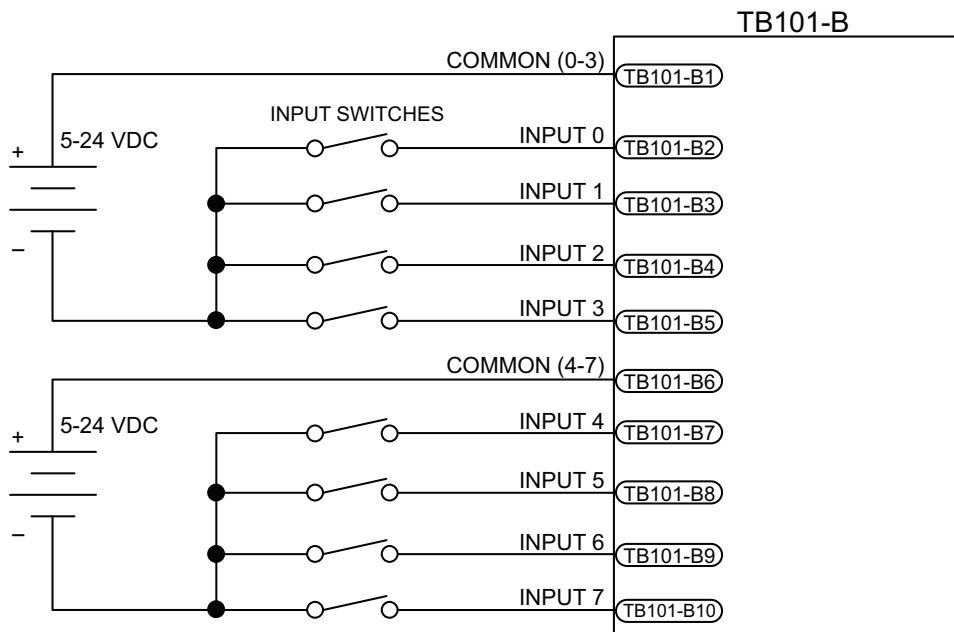 TB101-B
COMMON (0-3)
TB101-B1
INPUT SWITCHES
5-24 VDC
+
INPUT 0
TB101-B2
INPUT 1
TB101-B3
–
INPUT 2
TB101-B4
INPUT 3
TB101-B5
COMMON (4-7)
TB101-B6
5-24 VDC
+
INPUT 4
TB101-B7
INPUT 5
TB101-B8
–
INPUT 6
TB101-B9
INPUT 7
TB101-B10